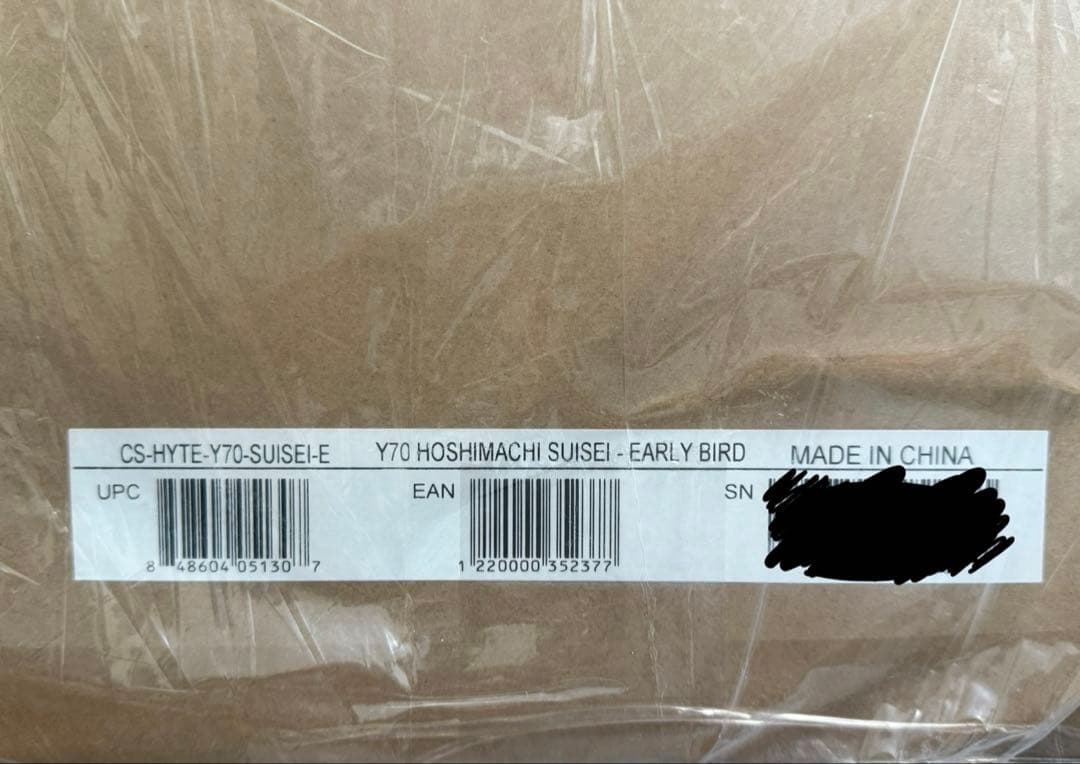 CS-HYTE-Y70-SUISEI-E Y70 HOSHIMACHI SUISEI - EARLY BIRD MADE IN CHINA
UPC EAN SN
8 48604 05130 7 1 220000 352377